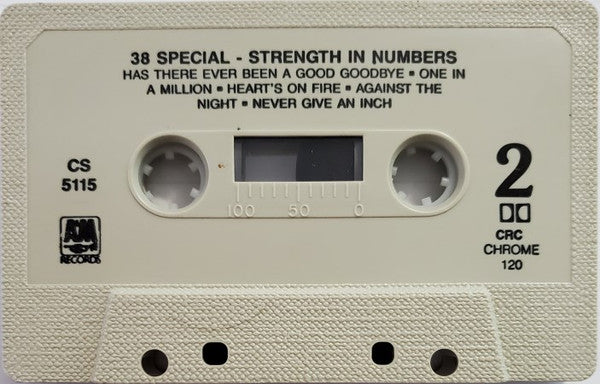 38 SPECIAL - STRENGTH IN NUMBERS
HAS THERE EVER BEEN A GOOD GOODBYE ▪ ONE IN
A MILLION ▪ HEART'S ON FIRE ▪ AGAINST THE
NIGHT ▪ NEVER GIVE AN INCH
CS
5115
A&M
RECORDS
100 50 0
2
CRC
CHROME
120